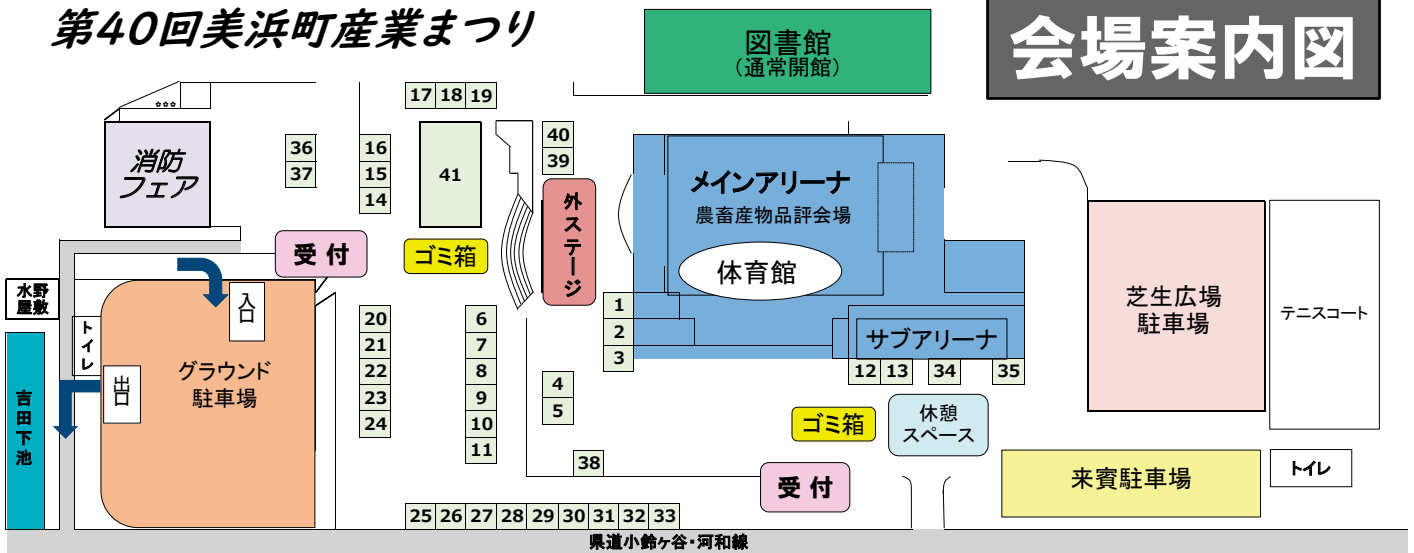 第40回美浜町産業まつり
会場案内図
図書館
(通常開館)
17 18 19
消防
フェア
36
37
16
15
14
41
40
39
外ステージ
メインアリーナ
農畜産物品評会場
体育館
受付
ゴミ箱
水野
屋敷
入口
トイレ
出口
グラウンド
駐車場
吉田下池
20
21
22
23
24
6
7
8
9
10
11
1
2
3
4
5
38
サブアリーナ
12 13 34 35
ゴミ箱
休憩
スペース
受付
芝生広場
駐車場
テニスコート
来賓駐車場
トイレ
25 26 27 28 29 30 31 32 33
県道小鈴ヶ谷・河和線